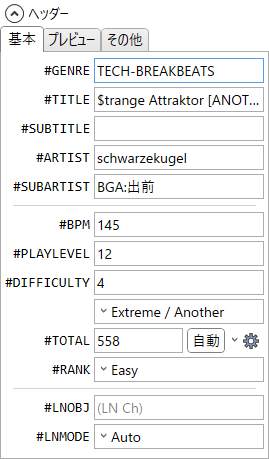 ヘッダー
基本 プレビュー その他
#GENRE TECH-BREAKBEATS
#TITLE $trange Attraktor [ANOT...
#SUBTITLE
#ARTIST schwarzekugel
#SUBARTIST BGA:出前
#BPM 145
#PLAYLEVEL 12
#DIFFICULTY 4
Extreme / Another
#TOTAL 558 自動
#RANK Easy
#LNOBJ (LN Ch)
#LNMODE Auto